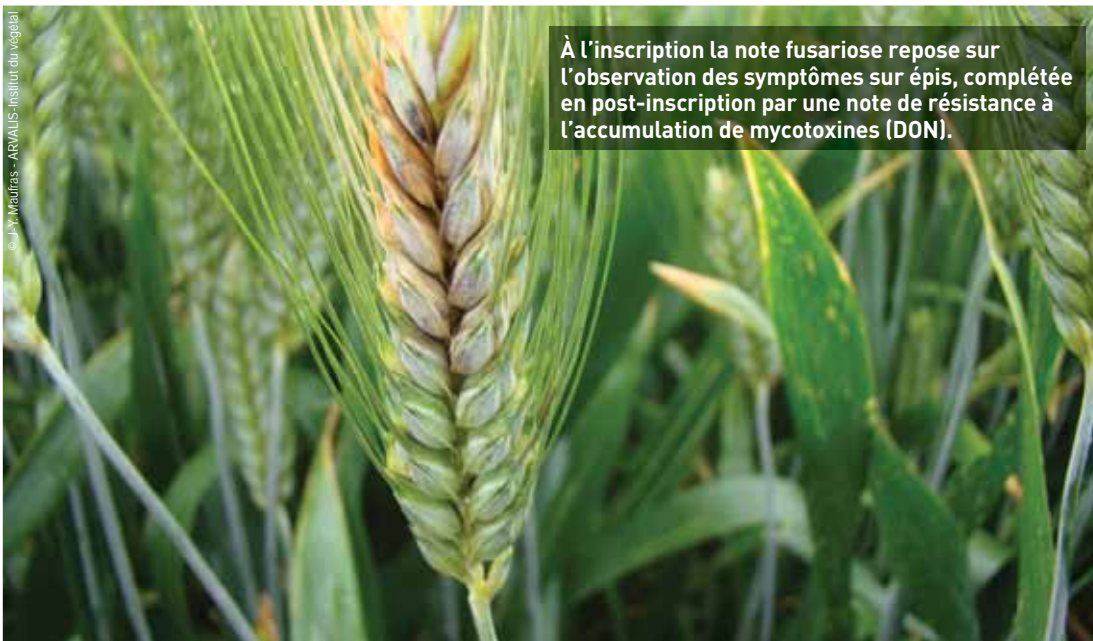 À l’inscription la note fusariose repose sur
l’observation des symptômes sur épis, complétée
en post-inscription par une note de résistance à
l’accumulation de mycotoxines (DON).
© J-Y. Maufras - ARVALIS-Institut du végétal